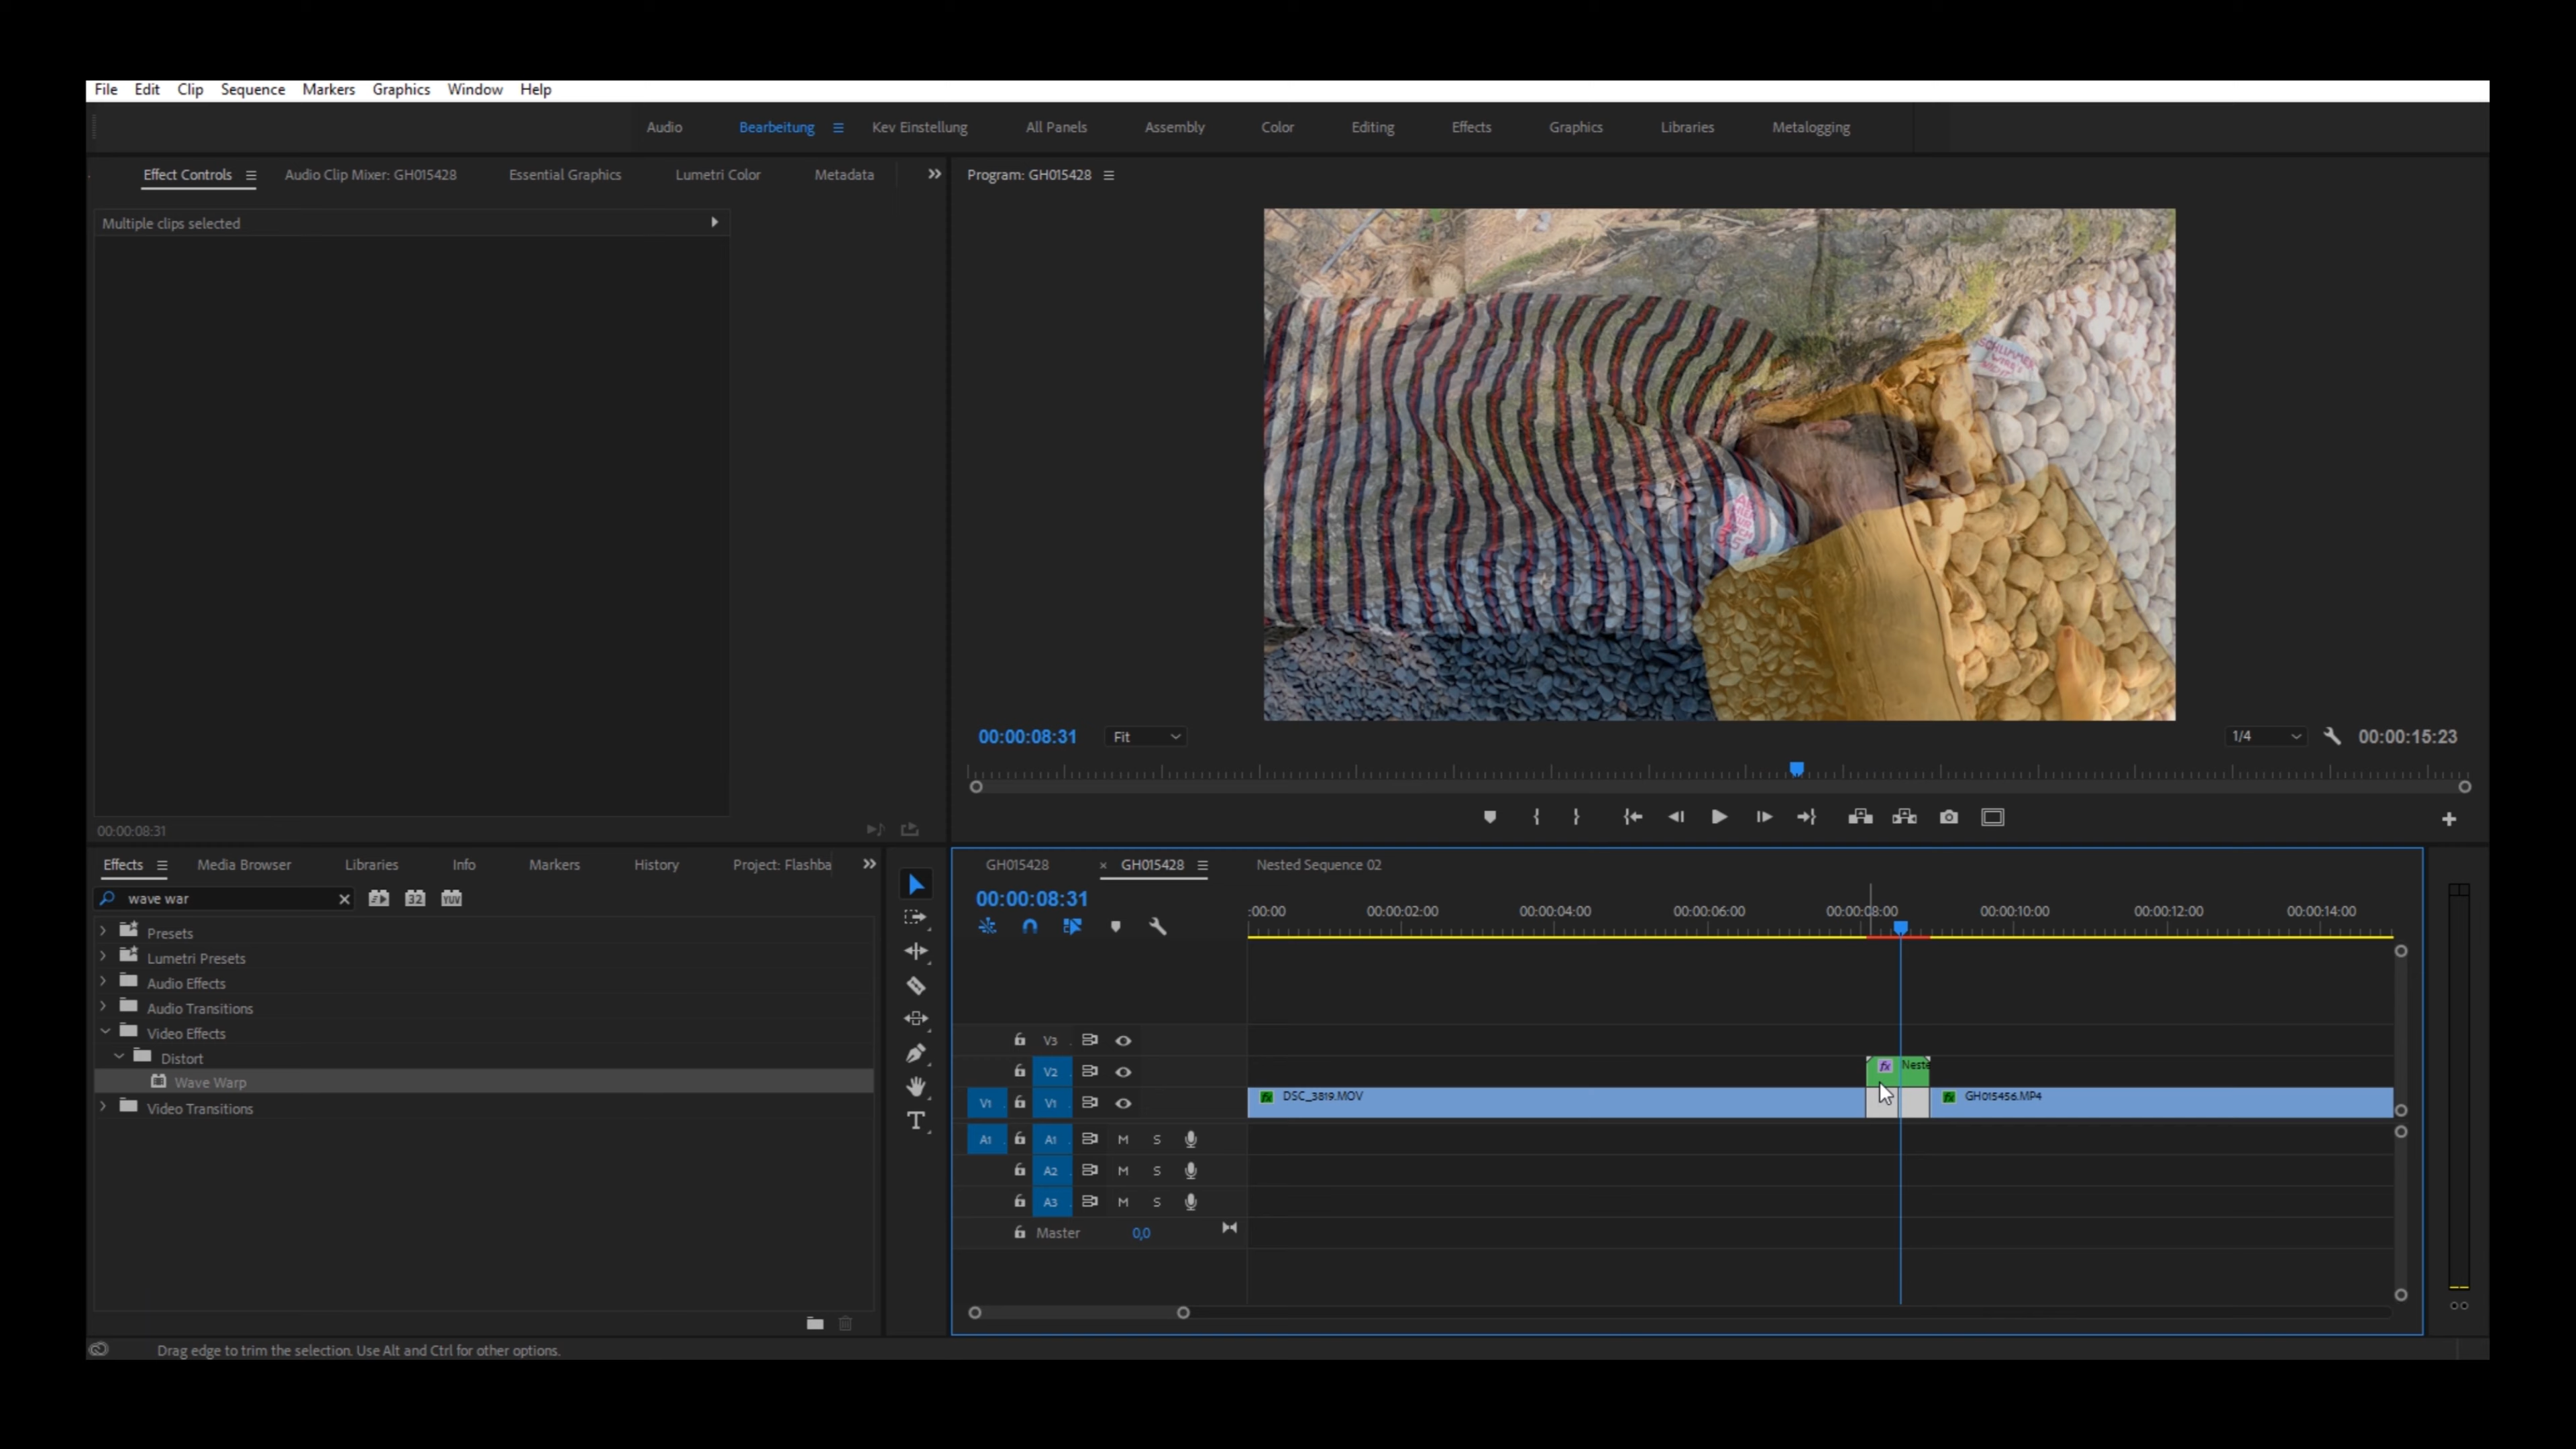 File Edit Clip Sequence Markers Graphics Window Help
Audio Bearbeitung Kev Einstellung All Panels Assembly Color Editing Effects Graphics Libraries Metalogging
Effect Controls Audio Clip Mixer: GH015428 Essential Graphics Lumetri Color Metadata
Program: GH015428
Multiple clips selected
00:00:08:31 Fit 1/4 00:00:15:23
00:00:08:31
Effects Media Browser Libraries Info Markers History Project: Flashba
wave war 32 YUV
Presets
Lumetri Presets
Audio Effects
Audio Transitions
Video Effects
Distort
Wave Warp
Video Transitions
GH015428 × GH015428 Nested Sequence 02
00:00:08:31
:00:00 00:00:02:00 00:00:04:00 00:00:06:00 00:00:08:00 00:00:10:00 00:00:12:00 00:00:14:00
V3
V2 fx Neste
V1 V1 fx DSC_3819.MOV fx GH015456.MP4
A1 A1 M S
A2 M S
A3 M S
Master 0,0
Drag edge to trim the selection. Use Alt and Ctrl for other options.